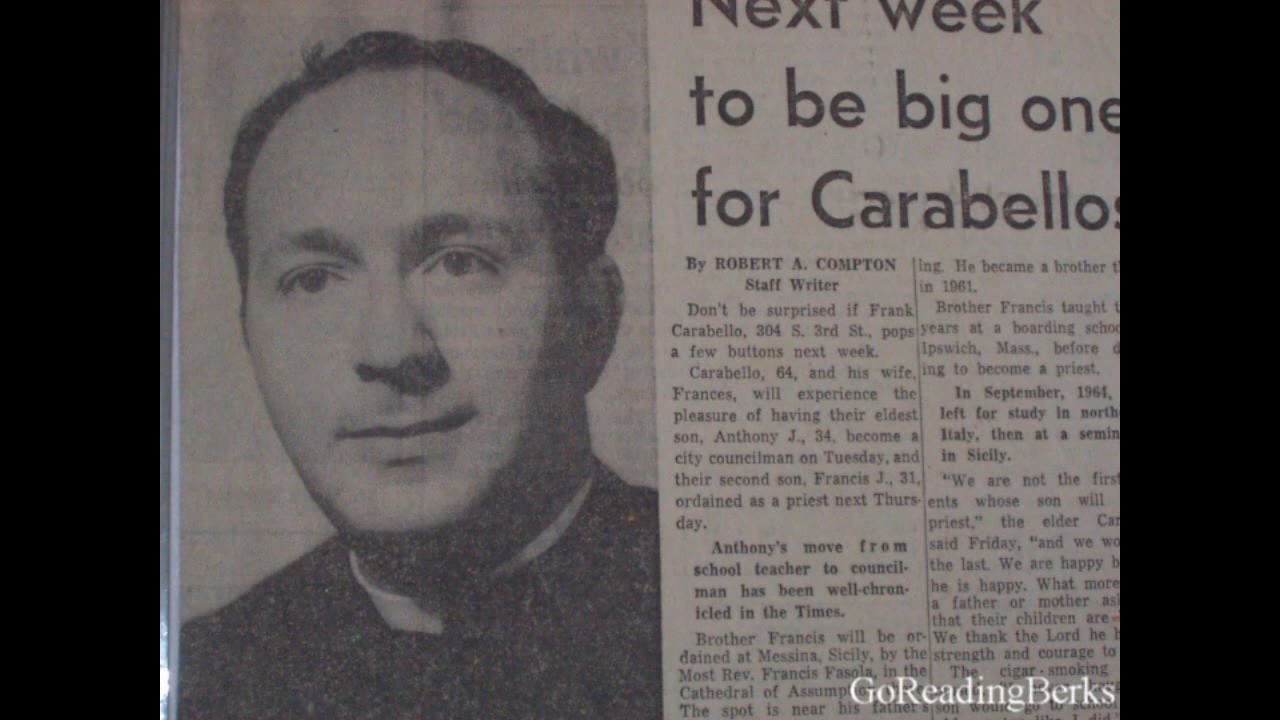 Next week
to be big one
for Carabellos
By ROBERT A. COMPTON
Staff Writer
Don't be surprised if Frank
Carabello, 304 S. 3rd St., pops
a few buttons next week.
Carabello, 64, and his wife,
Frances, will experience the
pleasure of having their eldest
son, Anthony J., 34, become a
city councilman on Tuesday, and
their second son, Francis J., 31,
ordained as a priest next Thurs-
day.
Anthony's move from
school teacher to council-
man has been well-chron-
icled in the Times.
Brother Francis will be or-
dained at Messina, Sicily, by the
Most Rev. Francis Fasola, in the
Cathedral of Assump
The spot is near his father's
ing. He became a brother
in 1961.
Brother Francis taught
years at a boarding
Ipswich, Mass., before
ing to become a priest.
In September, 1964,
left for study in
Italy, then at a
in Sicily.
"We are not the first
ents whose son will
priest," the elder
said Friday, "and we
the last. We are happy
he is happy. What more
a father or mother
that their children are
We thank the Lord he
strength and courage to
The cigar-smoking
son would go to school
GoReadingBerks